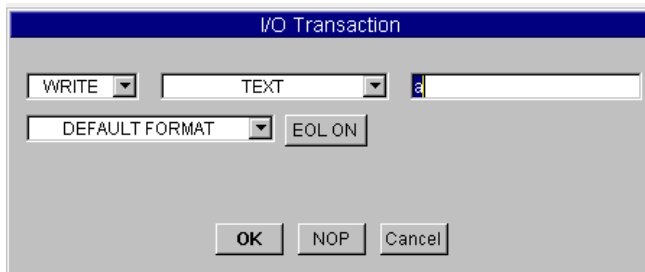 I/O Transaction
WRITE TEXT a
DEFAULT FORMAT EOL ON
OK NOP Cancel